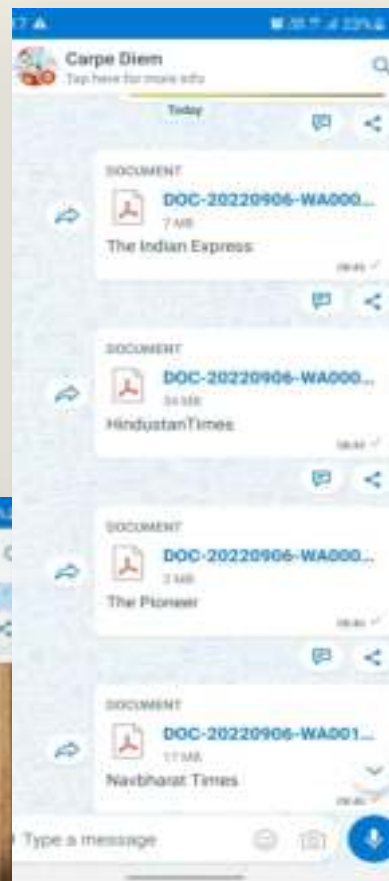 Carpe Diem
Tap here for more info
Today
DOCUMENT
DOC-20220906-WA000...
7 MB
The Indian Express
DOCUMENT
DOC-20220906-WA000...
HindustanTimes
DOCUMENT
DOC-20220906-WA000...
The Pioneer
DOCUMENT
DOC-20220906-WA001...
17 MB
Navbharat Times
Type a message